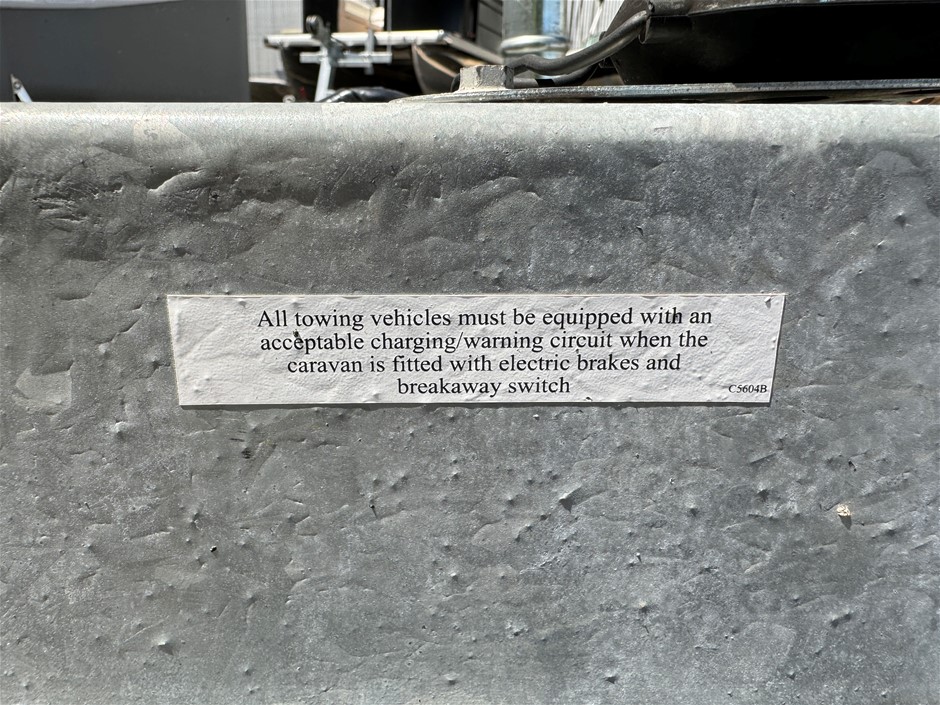 All towing vehicles must be equipped with an
acceptable charging/warning circuit when the
caravan is fitted with electric brakes and
breakaway switch
C5604B